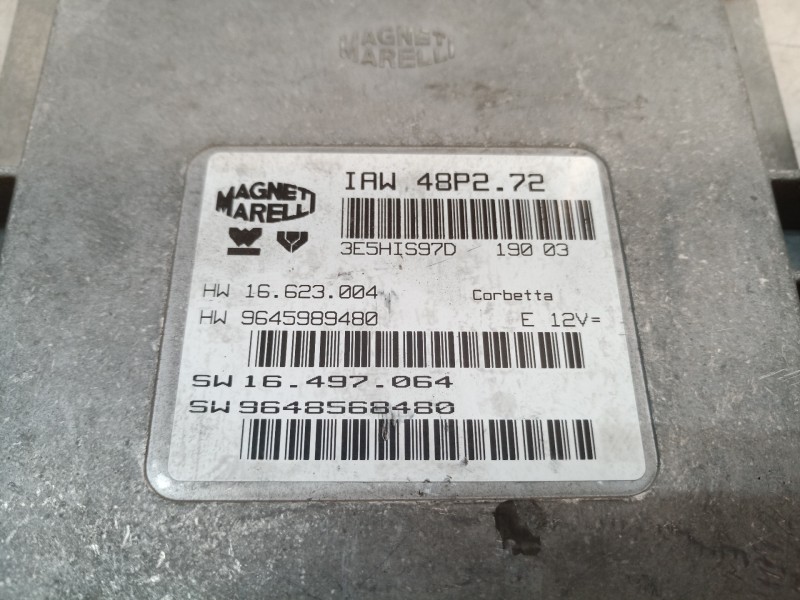 MAGNETI
MARELLI
MAGNETI
MARELLI
IAW 48P2.72
3E5HIS97D 190 03
HW 16.623.004 Corbetta
HW 9645989480 E 12V=
SW 16.497.064
SW 9648568480